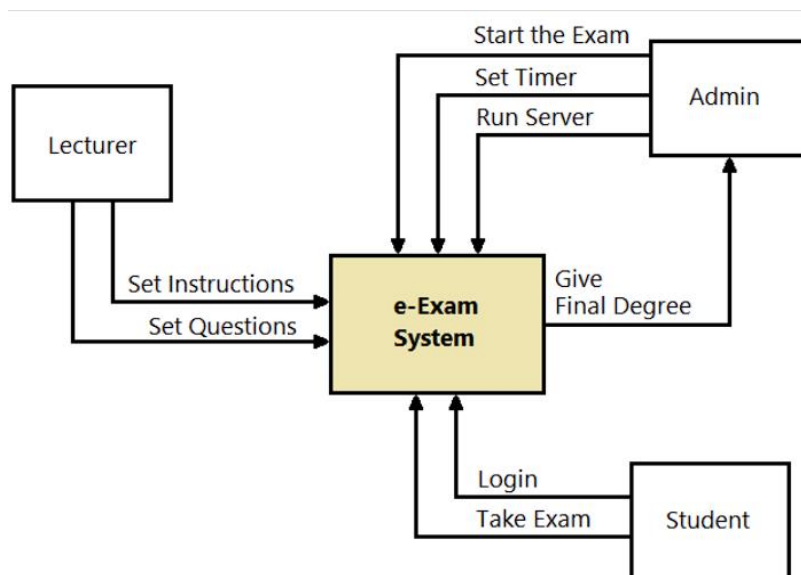 Start the Exam
Set Timer
Run Server
Admin
Lecturer
Set Instructions
Set Questions
e-Exam
System
Give
Final Degree
Login
Take Exam
Student